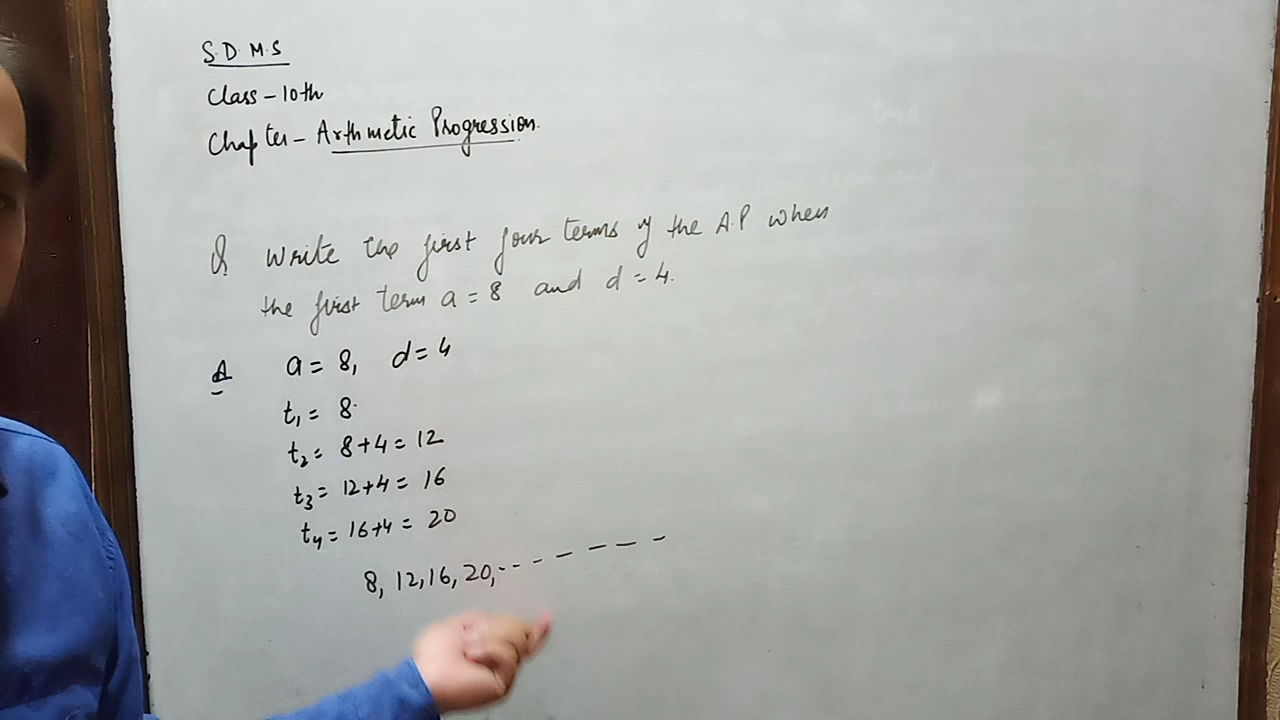 S.D.M.S
Class - 10th
Chapter - Arthmetic Progression.
Q Write the first four terms of the A.P when
the first term a = 8 and d = 4.
A a = 8, d = 4
t₁ = 8.
t₂ = 8+4 = 12
t₃ = 12+4 = 16
t₄ = 16+4 = 20
8, 12, 16, 20, - - - - - - - -